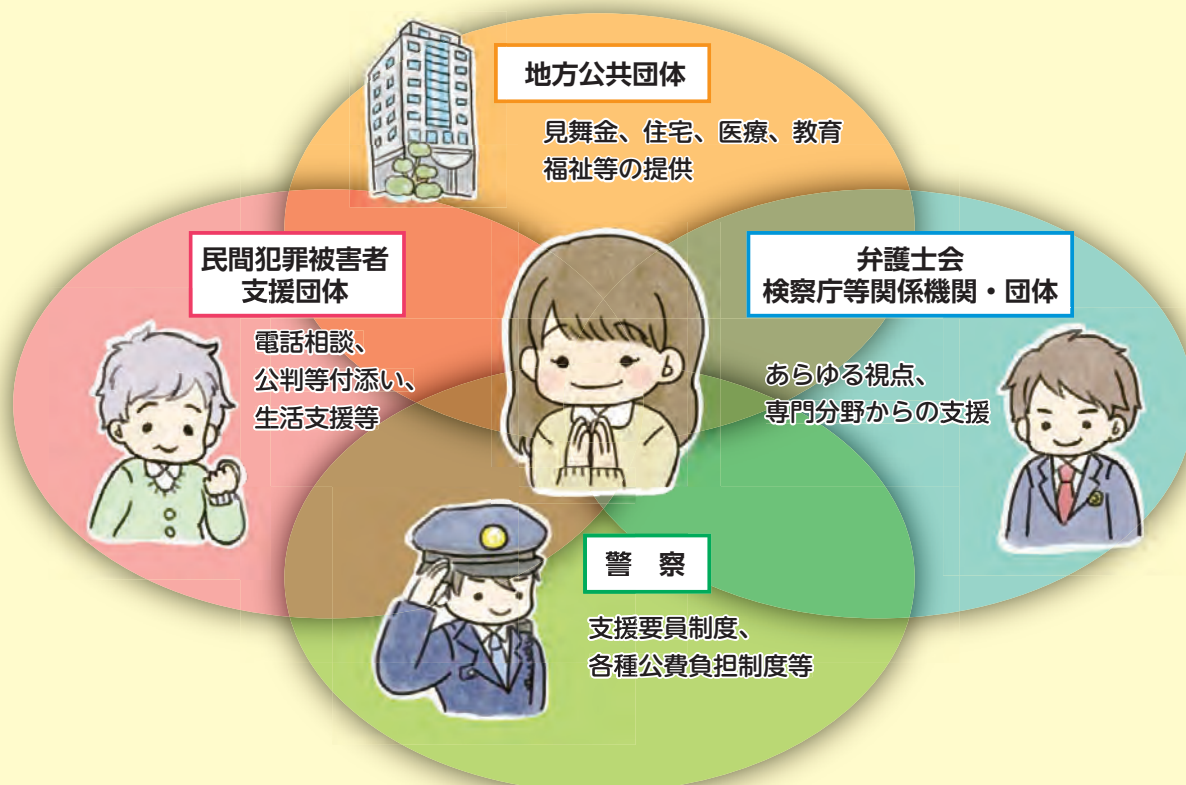 地方公共団体
見舞金、住宅、医療、教育
福祉等の提供
民間犯罪被害者
支援団体
電話相談、
公判等付添い、
生活支援等
弁護士会
検察庁等関係機関・団体
あらゆる視点、
専門分野からの支援
警　察
支援要員制度、
各種公費負担制度等